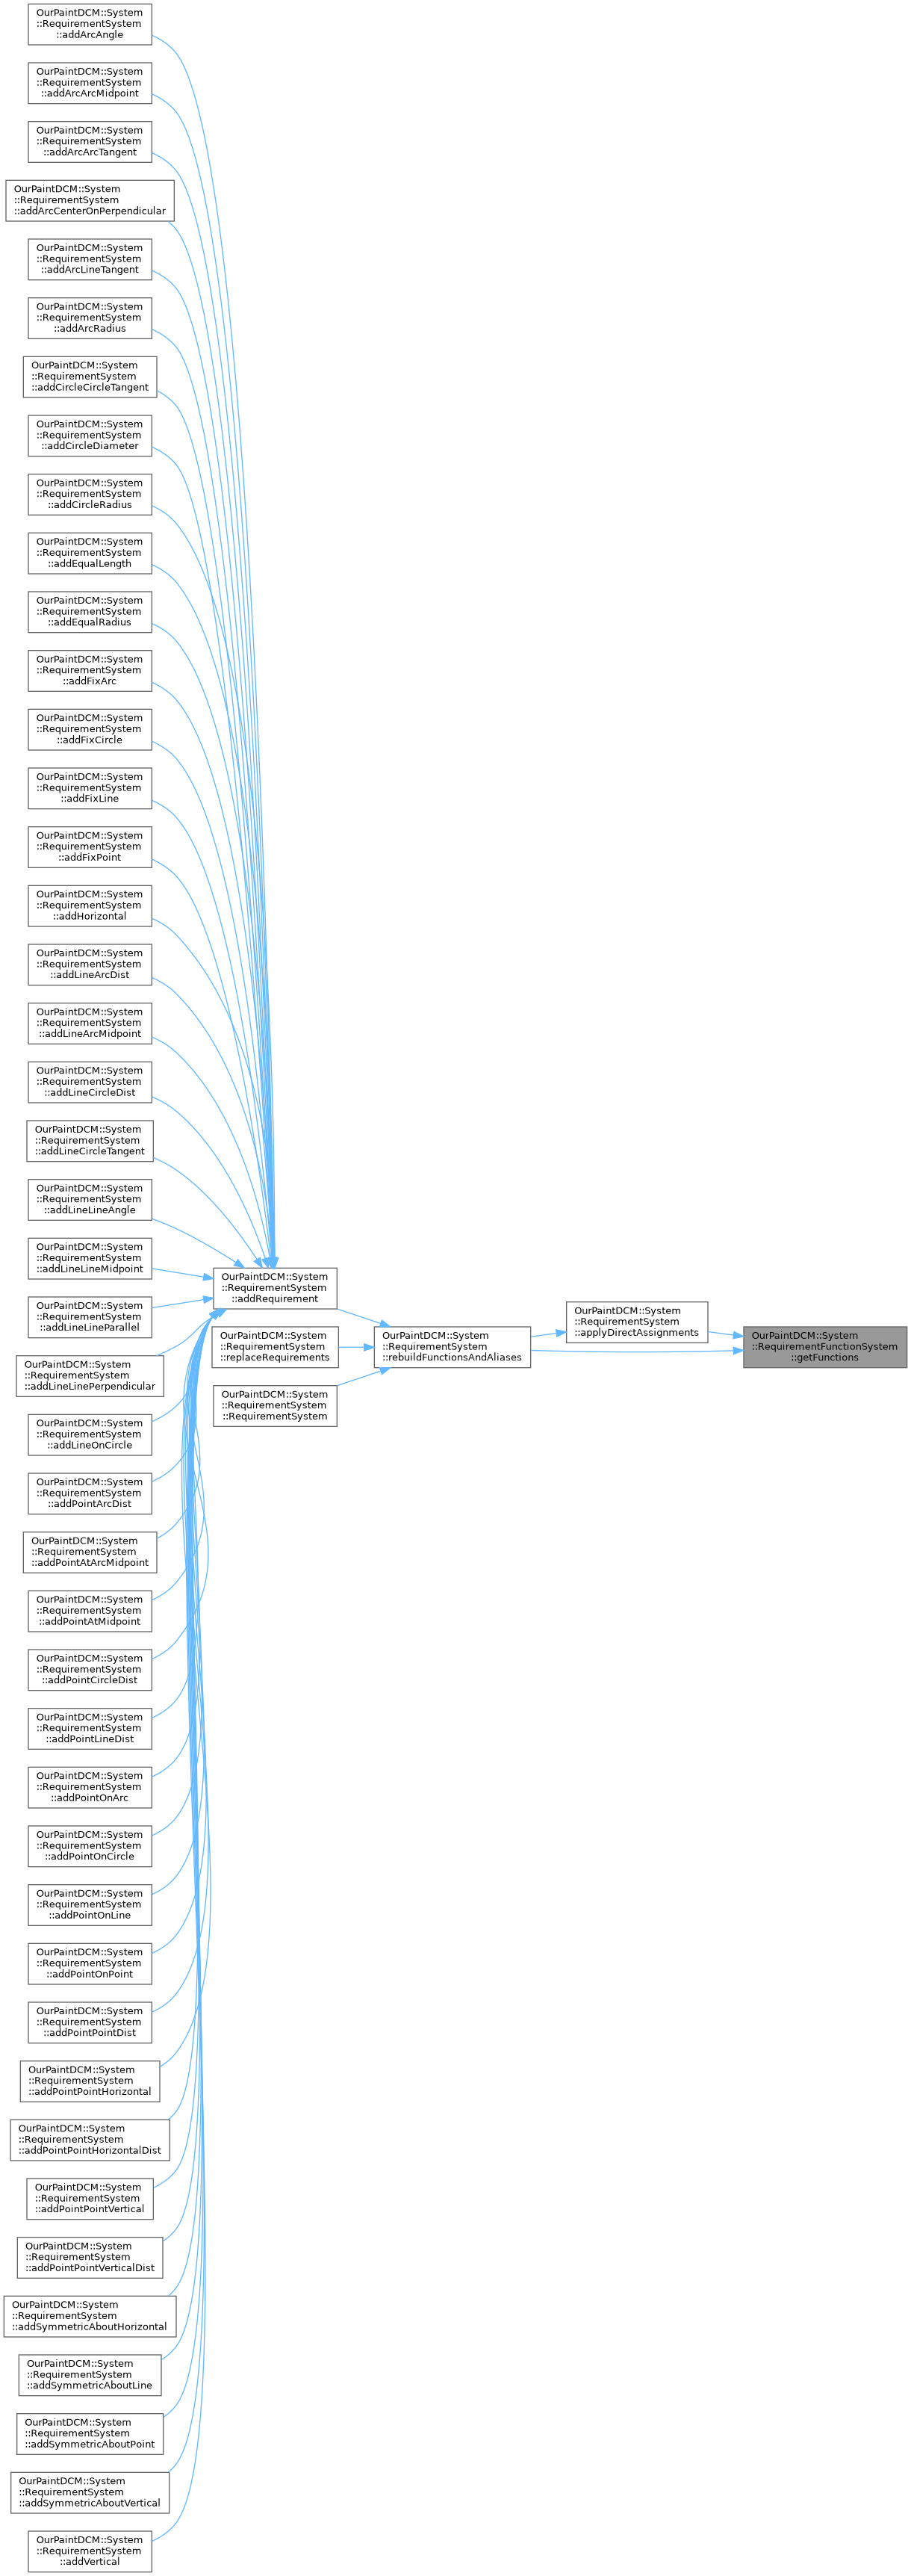 OurPaintDCM::System
::RequirementSystem
::addArcAngle
OurPaintDCM::System
::RequirementSystem
::addArcArcMidpoint
OurPaintDCM::System
::RequirementSystem
::addArcArcTangent
OurPaintDCM::System
::RequirementSystem
::addArcCenterOnPerpendicular
OurPaintDCM::System
::RequirementSystem
::addArcLineTangent
OurPaintDCM::System
::RequirementSystem
::addArcRadius
OurPaintDCM::System
::RequirementSystem
::addCircleCircleTangent
OurPaintDCM::System
::RequirementSystem
::addCircleDiameter
OurPaintDCM::System
::RequirementSystem
::addCircleRadius
OurPaintDCM::System
::RequirementSystem
::addEqualLength
OurPaintDCM::System
::RequirementSystem
::addEqualRadius
OurPaintDCM::System
::RequirementSystem
::addFixArc
OurPaintDCM::System
::RequirementSystem
::addFixCircle
OurPaintDCM::System
::RequirementSystem
::addFixLine
OurPaintDCM::System
::RequirementSystem
::addFixPoint
OurPaintDCM::System
::RequirementSystem
::addHorizontal
OurPaintDCM::System
::RequirementSystem
::addLineArcDist
OurPaintDCM::System
::RequirementSystem
::addLineArcMidpoint
OurPaintDCM::System
::RequirementSystem
::addLineCircleDist
OurPaintDCM::System
::RequirementSystem
::addLineCircleTangent
OurPaintDCM::System
::RequirementSystem
::addLineLineAngle
OurPaintDCM::System
::RequirementSystem
::addLineLineMidpoint
OurPaintDCM::System
::RequirementSystem
::addLineLineParallel
OurPaintDCM::System
::RequirementSystem
::addLineLinePerpendicular
OurPaintDCM::System
::RequirementSystem
::addLineOnCircle
OurPaintDCM::System
::RequirementSystem
::addPointArcDist
OurPaintDCM::System
::RequirementSystem
::addPointAtArcMidpoint
OurPaintDCM::System
::RequirementSystem
::addPointAtMidpoint
OurPaintDCM::System
::RequirementSystem
::addPointCircleDist
OurPaintDCM::System
::RequirementSystem
::addPointLineDist
OurPaintDCM::System
::RequirementSystem
::addPointOnArc
OurPaintDCM::System
::RequirementSystem
::addPointOnCircle
OurPaintDCM::System
::RequirementSystem
::addPointOnLine
OurPaintDCM::System
::RequirementSystem
::addPointOnPoint
OurPaintDCM::System
::RequirementSystem
::addPointPointDist
OurPaintDCM::System
::RequirementSystem
::addPointPointHorizontal
OurPaintDCM::System
::RequirementSystem
::addPointPointHorizontalDist
OurPaintDCM::System
::RequirementSystem
::addPointPointVertical
OurPaintDCM::System
::RequirementSystem
::addPointPointVerticalDist
OurPaintDCM::System
::RequirementSystem
::addSymmetricAboutHorizontal
OurPaintDCM::System
::RequirementSystem
::addSymmetricAboutLine
OurPaintDCM::System
::RequirementSystem
::addSymmetricAboutPoint
OurPaintDCM::System
::RequirementSystem
::addSymmetricAboutVertical
OurPaintDCM::System
::RequirementSystem
::addVertical
OurPaintDCM::System
::RequirementSystem
::addRequirement
OurPaintDCM::System
::RequirementSystem
::replaceRequirements
OurPaintDCM::System
::RequirementSystem
::RequirementSystem
OurPaintDCM::System
::RequirementSystem
::rebuildFunctionsAndAliases
OurPaintDCM::System
::RequirementSystem
::applyDirectAssignments
OurPaintDCM::System
::RequirementFunctionSystem
::getFunctions